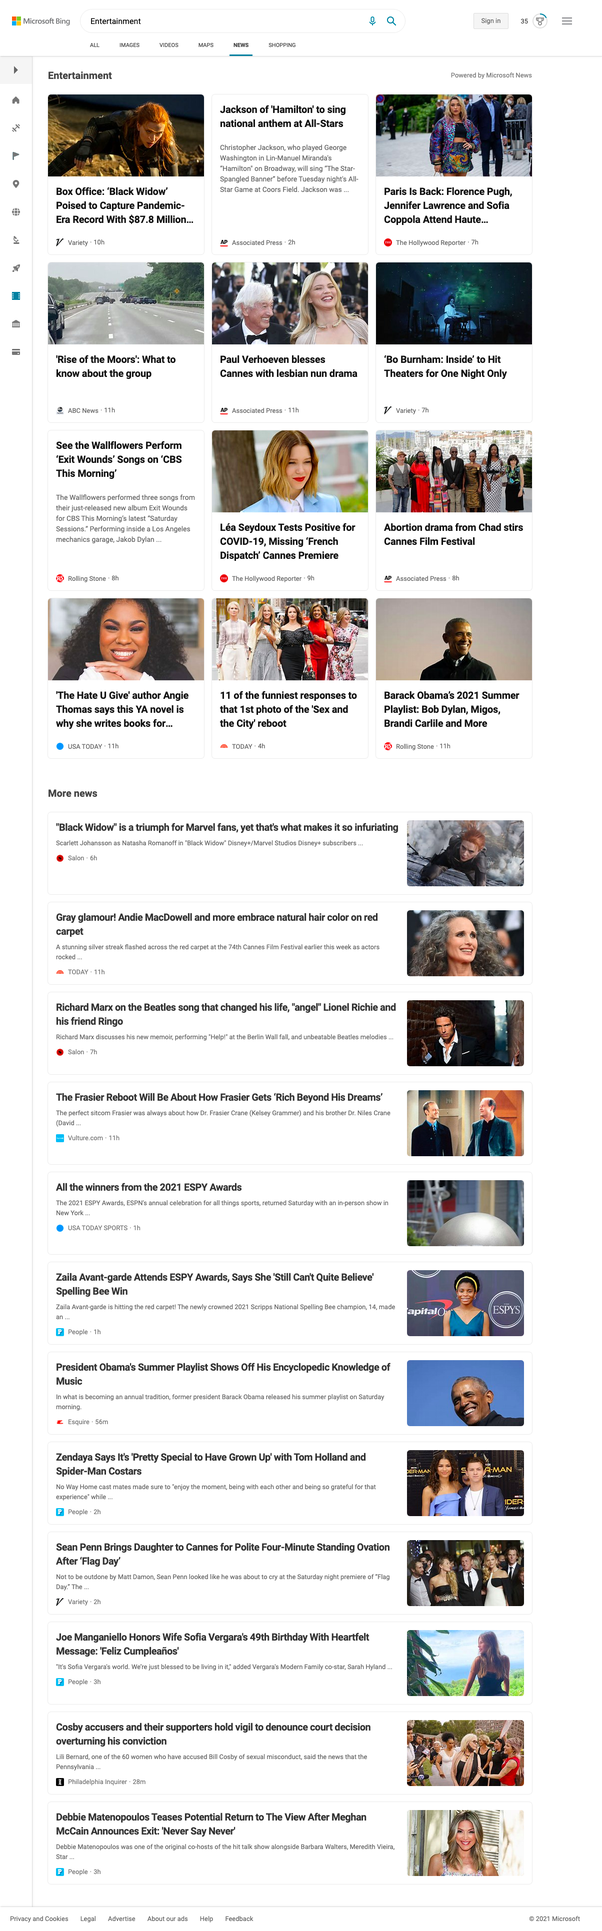 Microsoft Bing
Entertainment
Sign in
35
ALL
IMAGES
VIDEOS
MAPS
NEWS
SHOPPING
Entertainment
Powered by Microsoft News
Box Office: ‘Black Widow’
Poised to Capture Pandemic-
Era Record With $87.8 Million...
Variety · 10h
Jackson of 'Hamilton' to sing
national anthem at All-Stars
Christopher Jackson, who played George
Washington in Lin-Manuel Miranda's
"Hamilton" on Broadway, will sing "The Star-
Spangled Banner" before Tuesday night's All-
Star Game at Coors Field. Jackson was ...
AP Associated Press · 2h
Paris Is Back: Florence Pugh,
Jennifer Lawrence and Sofia
Coppola Attend Haute...
The Hollywood Reporter · 7h
'Rise of the Moors': What to
know about the group
ABC News · 11h
Paul Verhoeven blesses
Cannes with lesbian nun drama
AP Associated Press · 11h
‘Bo Burnham: Inside’ to Hit
Theaters for One Night Only
Variety · 7h
See the Wallflowers Perform
‘Exit Wounds’ Songs on ‘CBS
This Morning’
The Wallflowers performed three songs from
their just-released new album Exit Wounds
for CBS This Morning's latest "Saturday
Sessions." Performing inside a Los Angeles
mechanics garage, Jakob Dylan ...
Rolling Stone · 8h
Léa Seydoux Tests Positive for
COVID-19, Missing ‘French
Dispatch’ Cannes Premiere
The Hollywood Reporter · 9h
Abortion drama from Chad stirs
Cannes Film Festival
AP Associated Press · 8h
'The Hate U Give' author Angie
Thomas says this YA novel is
why she writes books for...
USA TODAY · 11h
11 of the funniest responses to
that 1st photo of the 'Sex and
the City' reboot
TODAY · 4h
Barack Obama’s 2021 Summer
Playlist: Bob Dylan, Migos,
Brandi Carlile and More
Rolling Stone · 11h
More news
"Black Widow" is a triumph for Marvel fans, yet that's what makes it so infuriating
Scarlett Johansson as Natasha Romanoff in "Black Widow" Disney+/Marvel Studios Disney+ subscribers ...
Salon · 6h
Gray glamour! Andie MacDowell and more embrace natural hair color on red
carpet
A stunning silver streak flashed across the red carpet at the 74th Cannes Film Festival earlier this week as actors
rocked ...
TODAY · 11h
Richard Marx on the Beatles song that changed his life, "angel" Lionel Richie and
his friend Ringo
Richard Marx discusses his new memoir, performing "Help!" at the Berlin Wall fall, and unbeatable Beatles melodies ...
Salon · 7h
The Frasier Reboot Will Be About How Frasier Gets ‘Rich Beyond His Dreams’
The perfect sitcom Frasier was always about how Dr. Frasier Crane (Kelsey Grammer) and his brother Dr. Niles Crane
(David ...
Vulture.com · 11h
All the winners from the 2021 ESPY Awards
The 2021 ESPY Awards, ESPN's annual celebration for all things sports, returned Saturday with an in-person show in
New York ...
USA TODAY SPORTS · 1h
Zaila Avant-garde Attends ESPY Awards, Says She 'Still Can't Quite Believe'
Spelling Bee Win
Zaila Avant-garde is hitting the red carpet! The newly crowned 2021 Scripps National Spelling Bee champion, 14, made
an ...
People · 1h
apitalO
ESPYS
President Obama's Summer Playlist Shows Off His Encyclopedic Knowledge of
Music
In what is becoming an annual tradition, former president Barack Obama released his summer playlist on Saturday
morning.
Esquire · 56m
Zendaya Says It's 'Pretty Special to Have Grown Up' with Tom Holland and
Spider-Man Costars
No Way Home cast mates made sure to "enjoy the moment, being with each other and being so grateful for that
experience" while ...
People · 2h
Sean Penn Brings Daughter to Cannes for Polite Four-Minute Standing Ovation
After ‘Flag Day’
Not to be outdone by Matt Damon, Sean Penn looked like he was about to cry at the Saturday night premiere of "Flag
Day." The ...
Variety · 2h
Joe Manganiello Honors Wife Sofia Vergara's 49th Birthday With Heartfelt
Message: 'Feliz Cumpleaños'
"It's Sofia Vergara's world. We're just blessed to be living in it," added Vergara's Modern Family co-star, Sarah Hyland ...
People · 3h
Cosby accusers and their supporters hold vigil to denounce court decision
overturning his conviction
Lili Bernard, one of the 60 women who have accused Bill Cosby of sexual misconduct, said the news that the
Pennsylvania ...
Philadelphia Inquirer · 28m
Debbie Matenopoulos Teases Potential Return to The View After Meghan
McCain Announces Exit: 'Never Say Never'
Debbie Matenopoulos was one of the original co-hosts of the hit talk show alongside Barbara Walters, Meredith Vieira,
Star ...
People · 3h
Privacy and Cookies
Legal
Advertise
About our ads
Help
Feedback
© 2021 Microsoft